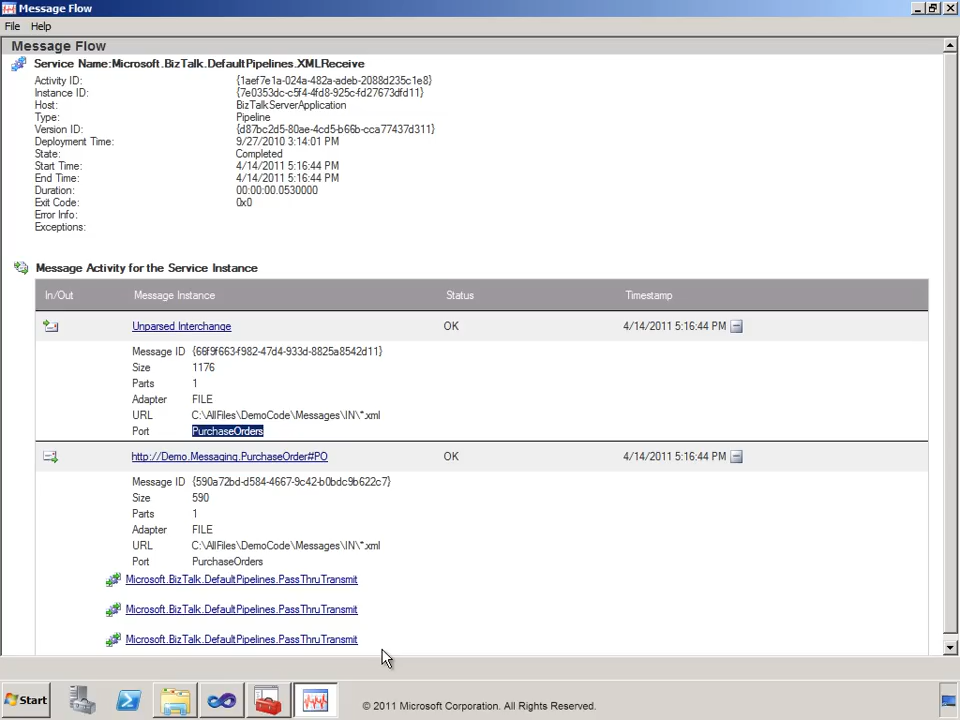 Message Flow
File Help
Message Flow
Service Name:Microsoft.BizTalk.DefaultPipelines.XMLReceive
Activity ID: {1aef7e1a-024a-482a-adeb-2088d235c1e8}
Instance ID: {7e0353dc-c5f4-4fd8-925c-fd27673dfd11}
Host: BizTalkServerApplication
Type: Pipeline
Version ID: {d87bc2d5-80ae-4cd5-b66b-cca77437d311}
Deployment Time: 9/27/2010 3:14:01 PM
State: Completed
Start Time: 4/14/2011 5:16:44 PM
End Time: 4/14/2011 5:16:44 PM
Duration: 00:00:00.0530000
Exit Code: 0x0
Error Info:
Exceptions:
Message Activity for the Service Instance
In/Out Message Instance Status Timestamp
Unparsed Interchange OK 4/14/2011 5:16:44 PM
Message ID {66f9f663-f982-47d4-933d-8825a8542d11}
Size 1176
Parts 1
Adapter FILE
URL C:\AllFiles\DemoCode\Messages\IN\*.xml
Port PurchaseOrders
http://Demo.Messaging.PurchaseOrder#PO OK 4/14/2011 5:16:44 PM
Message ID {590a72bd-d584-4667-9c42-b0bdc9b622c7}
Size 590
Parts 1
Adapter FILE
URL C:\AllFiles\DemoCode\Messages\IN\*.xml
Port PurchaseOrders
Microsoft.BizTalk.DefaultPipelines.PassThruTransmit
Microsoft.BizTalk.DefaultPipelines.PassThruTransmit
Microsoft.BizTalk.DefaultPipelines.PassThruTransmit
Start
© 2011 Microsoft Corporation. All Rights Reserved.